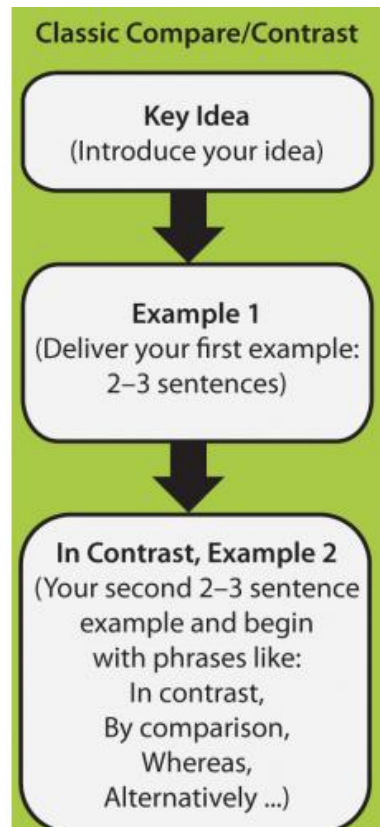 Classic Compare/Contrast
Key Idea
(Introduce your idea)
Example 1
(Deliver your first example:
2–3 sentences)
In Contrast, Example 2
(Your second 2–3 sentence
example and begin
with phrases like:
In contrast,
By comparison,
Whereas,
Alternatively ...)